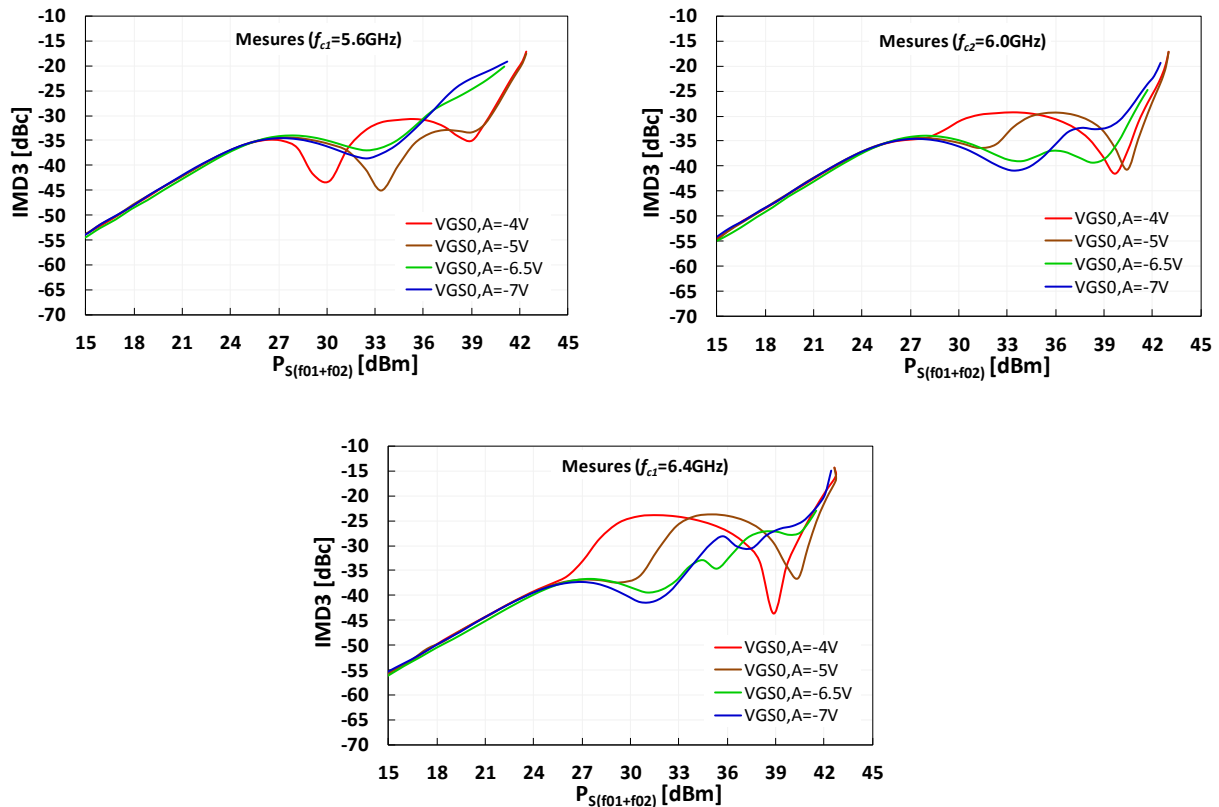 Mesures (fc1=5.6GHz)
IMD3 [dBc]
-10
-15
-20
-25
-30
-35
-40
-45
-50
-55
-60
-65
-70
VGS0,A=-4V
VGS0,A=-5V
VGS0,A=-6.5V
VGS0,A=-7V
15 18 21 24 27 30 33 36 39 42 45
PS(f01+f02) [dBm]
Mesures (fc2=6.0GHz)
IMD3 [dBc]
-10
-15
-20
-25
-30
-35
-40
-45
-50
-55
-60
-65
-70
VGS0,A=-4V
VGS0,A=-5V
VGS0,A=-6.5V
VGS0,A=-7V
15 18 21 24 27 30 33 36 39 42 45
PS(f01+f02) [dBm]
Mesures (fc1=6.4GHz)
IMD3 [dBc]
-10
-15
-20
-25
-30
-35
-40
-45
-50
-55
-60
-65
-70
VGS0,A=-4V
VGS0,A=-5V
VGS0,A=-6.5V
VGS0,A=-7V
15 18 21 24 27 30 33 36 39 42 45
PS(f01+f02) [dBm]